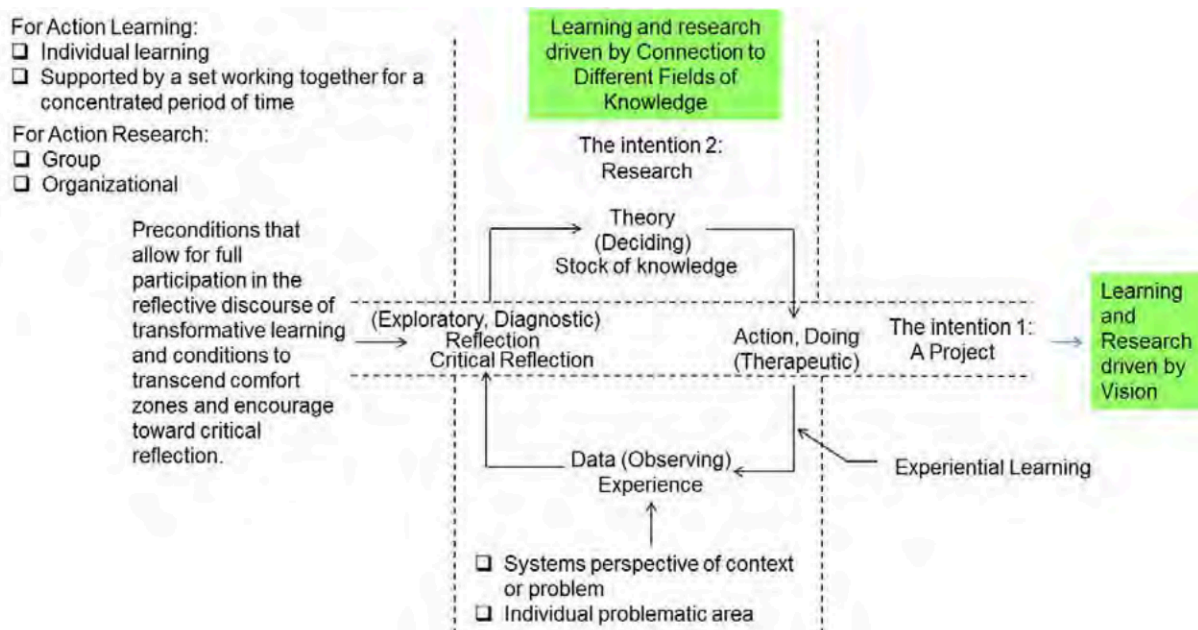 For Action Learning:
❑ Individual learning
❑ Supported by a set working together for a
concentrated period of time
For Action Research:
❑ Group
❑ Organizational
Learning and research
driven by Connection to
Different Fields of
Knowledge
The intention 2:
Research
Theory
(Deciding)
Stock of knowledge
Preconditions that
allow for full
participation in the
reflective discourse of
transformative learning
and conditions to
transcend comfort
zones and encourage
toward critical
reflection.
(Exploratory, Diagnostic)
Reflection
Critical Reflection
Action, Doing
(Therapeutic)
The intention 1:
A Project
Learning
and
Research
driven by
Vision
Data (Observing)
Experience
Experiential Learning
❑ Systems perspective of context
or problem
❑ Individual problematic area